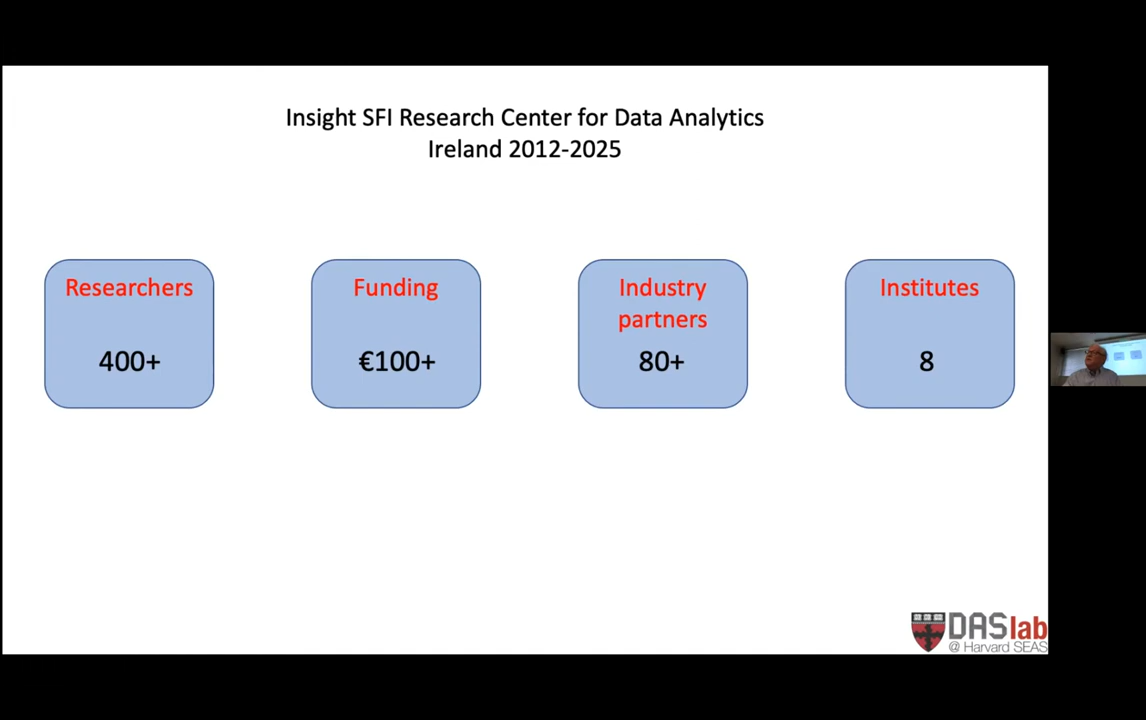 Insight SFI Research Center for Data Analytics
Ireland 2012-2025
Researchers
400+
Funding
€100+
Industry
partners
80+
Institutes
8
DASlab
@ Harvard SEAS